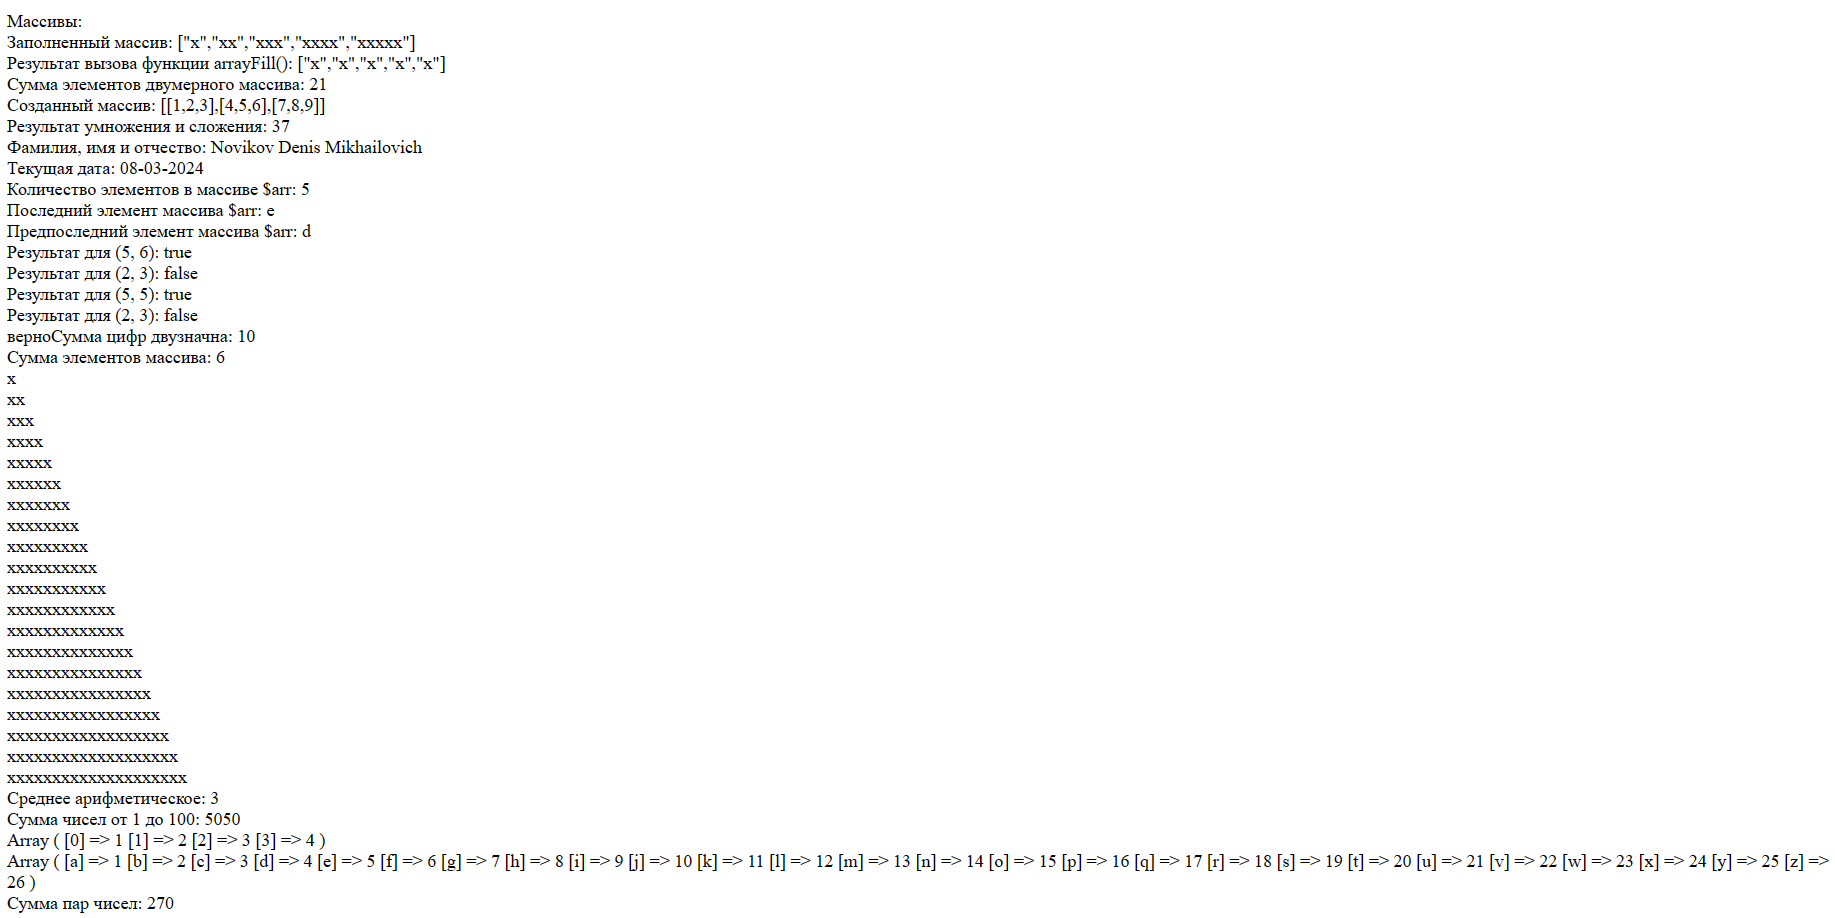 Массивы:
Заполненный массив: ["x","xx","xxx","xxxx","xxxxx"]
Результат вызова функции arrayFill(): ["x","x","x","x","x"]
Сумма элементов двумерного массива: 21
Созданный массив: [[1,2,3],[4,5,6],[7,8,9]]
Результат умножения и сложения: 37
Фамилия, имя и отчество: Novikov Denis Mikhailovich
Текущая дата: 08-03-2024
Количество элементов в массиве $arr: 5
Последний элемент массива $arr: e
Предпоследний элемент массива $arr: d
Результат для (5, 6): true
Результат для (2, 3): false
Результат для (5, 5): true
Результат для (2, 3): false
верноСумма цифр двузначна: 10
Сумма элементов массива: 6
x
xx
xxx
xxxx
xxxxx
xxxxxx
xxxxxxx
xxxxxxxx
xxxxxxxxx
xxxxxxxxxx
xxxxxxxxxxx
xxxxxxxxxxxx
xxxxxxxxxxxxx
xxxxxxxxxxxxxx
xxxxxxxxxxxxxxx
xxxxxxxxxxxxxxxx
xxxxxxxxxxxxxxxxx
xxxxxxxxxxxxxxxxxx
xxxxxxxxxxxxxxxxxxx
xxxxxxxxxxxxxxxxxxxx
Среднее арифметическое: 3
Сумма чисел от 1 до 100: 5050
Array ( [0] => 1 [1] => 2 [2] => 3 [3] => 4 )
Array ( [a] => 1 [b] => 2 [c] => 3 [d] => 4 [e] => 5 [f] => 6 [g] => 7 [h] => 8 [i] => 9 [j] => 10 [k] => 11 [l] => 12 [m] => 13 [n] => 14 [o] => 15 [p] => 16 [q] => 17 [r] => 18 [s] => 19 [t] => 20 [u] => 21 [v] => 22 [w] => 23 [x] => 24 [y] => 25 [z] =>
26 )
Сумма пар чисел: 270